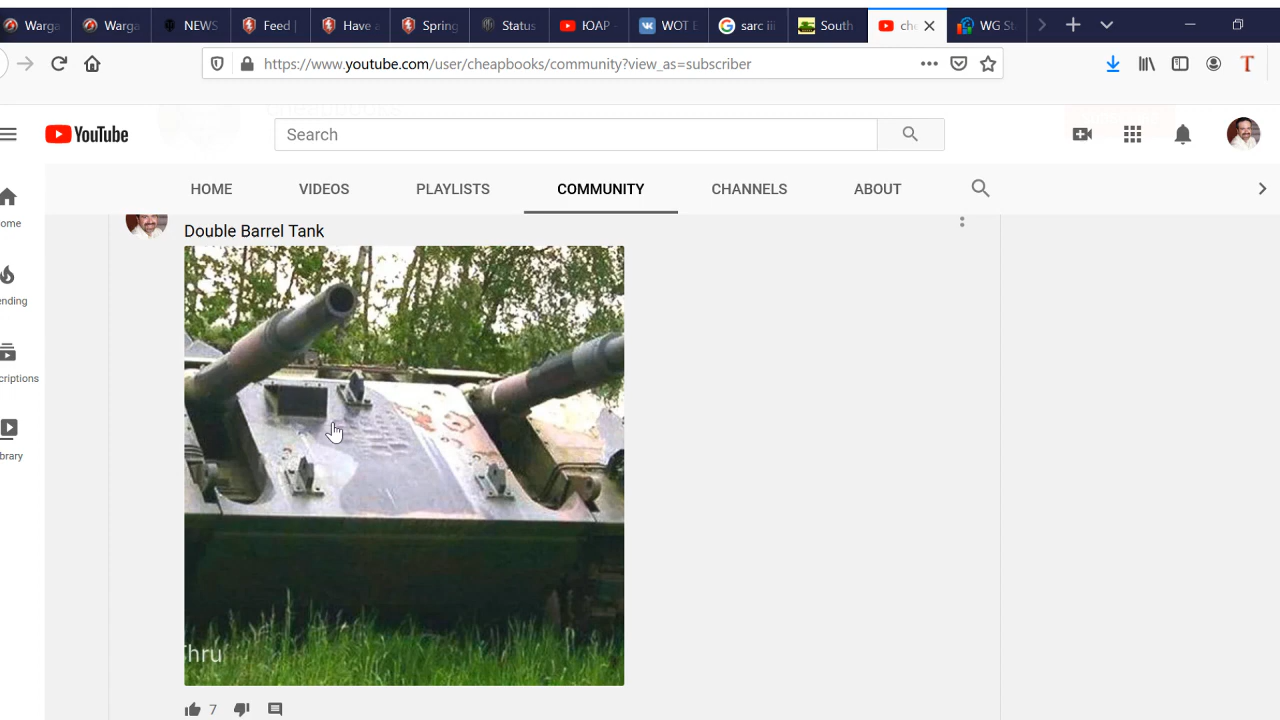 Warga
Warga
NEWS
Feed |
Have a
Spring
Status
ЮАР -
WOT E
sarc iii
South
che
WG St
https://www.youtube.com/user/cheapbooks/community?view_as=subscriber
T
YouTube
Search
HOME
VIDEOS
PLAYLISTS
COMMUNITY
CHANNELS
ABOUT
ome
ending
criptions
brary
Double Barrel Tank
hru
7